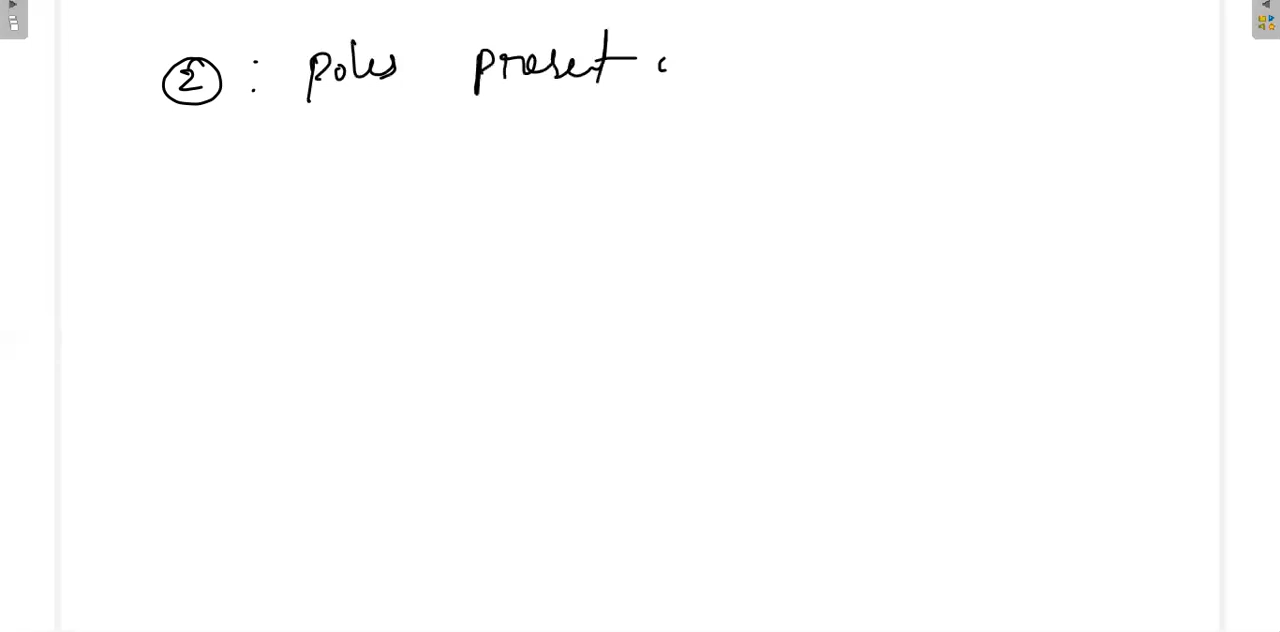 ② : poles present